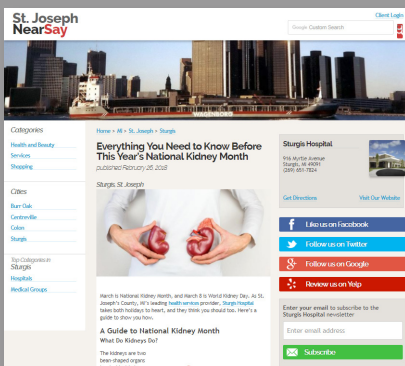 St. Joseph
NearSay
Client Login
Google Custom Search
WAGENBORG
Categories
Health and Beauty
Services
Shopping
Cities
Burr Oak
Centreville
Colon
Sturgis
Top Categories in
Sturgis
Hospitals
Medical Groups
Home > All > St. Joseph > Sturgis
Everything You Need to Know Before
This Year's National Kidney Month
published February 26, 2018
Sturgis, St. Joseph
March is National Kidney Month, and March 8 is World Kidney Day. As St.
Joseph's County, MI's leading health services provider, Sturgis Hospital
takes both holidays to heart, and they think you should too. Here's a
guide to show you how.
A Guide to National Kidney Month
What Do Kidneys Do?
The kidneys are two
bean-shaped organs
Sturgis Hospital
916 Myrtle Avenue
Sturgis, MI 49091
(269) 651-7824
Get Directions
Visit Our Website
Like us on Facebook
Follow us on Twitter
Follow us on Google
Review us on Yelp
Enter your email to subscribe to the
Sturgis Hospital newsletter
Enter email address
Subscribe